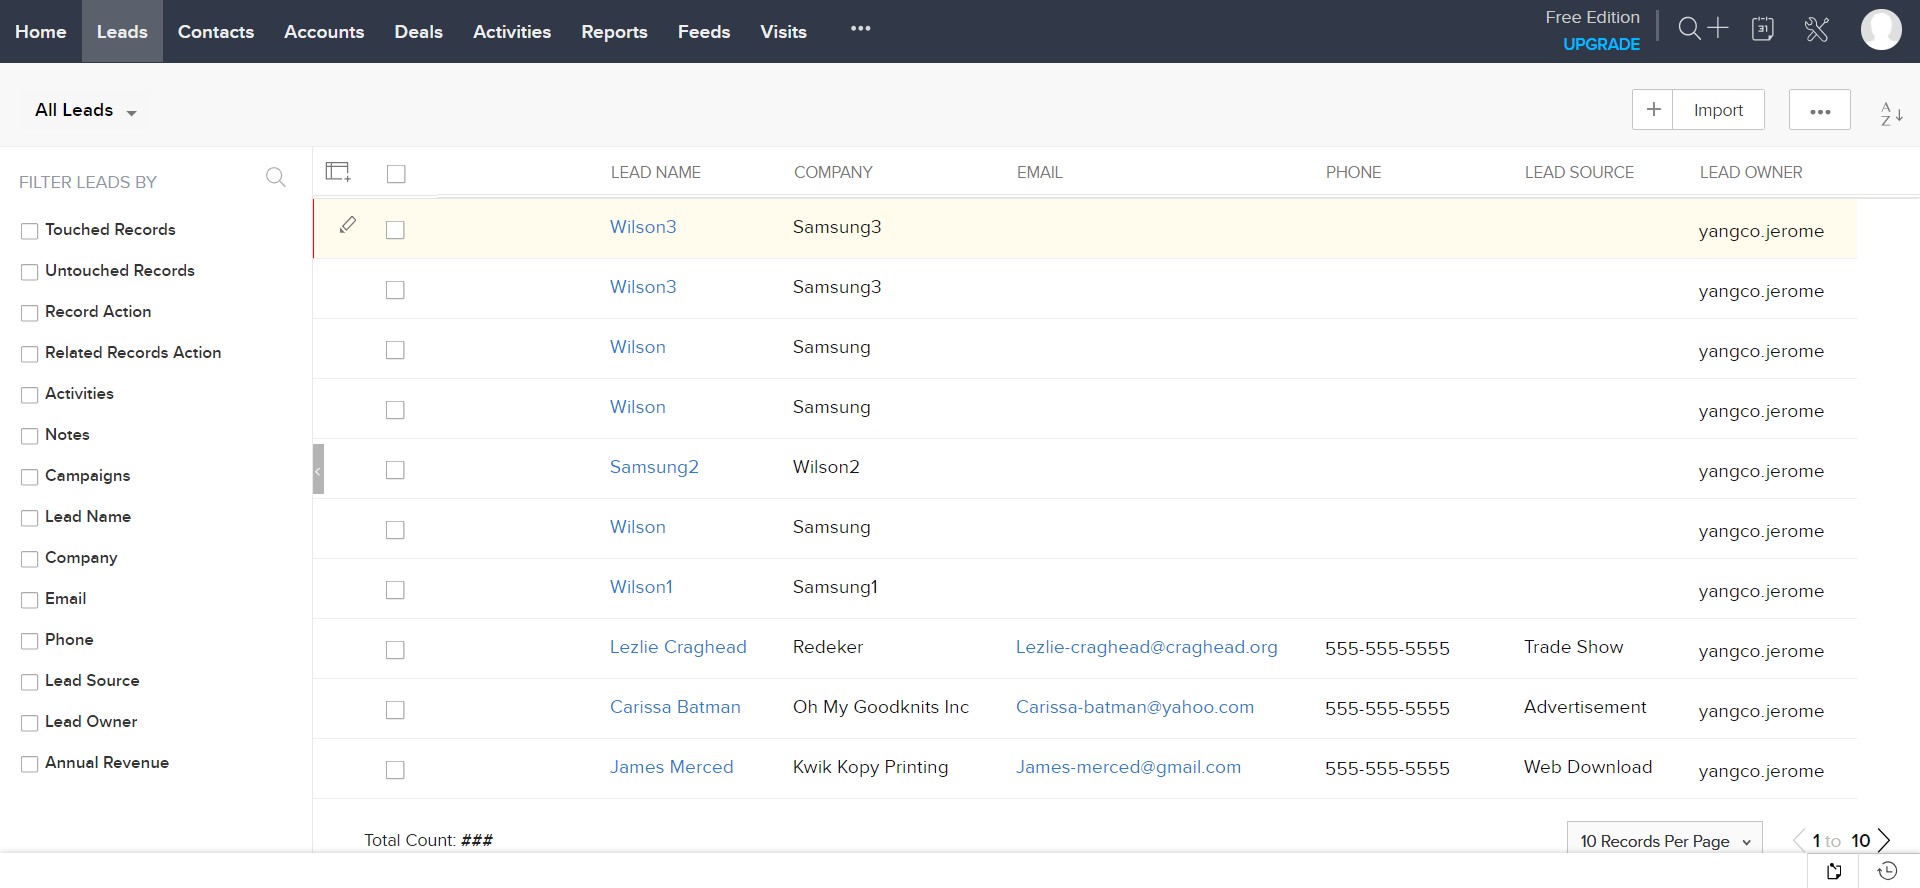 Home Leads Contacts Accounts Deals Activities Reports Feeds Visits ••• Free Edition
UPGRADE
31
All Leads
+ Import ••• A Z
FILTER LEADS BY
Touched Records
Untouched Records
Record Action
Related Records Action
Activities
Notes
Campaigns
Lead Name
Company
Email
Phone
Lead Source
Lead Owner
Annual Revenue
LEAD NAME COMPANY EMAIL PHONE LEAD SOURCE LEAD OWNER
Wilson3 Samsung3 yangco.jerome
Wilson3 Samsung3 yangco.jerome
Wilson Samsung yangco.jerome
Wilson Samsung yangco.jerome
Samsung2 Wilson2 yangco.jerome
Wilson Samsung yangco.jerome
Wilson1 Samsung1 yangco.jerome
Lezlie Craghead Redeker Lezlie-craghead@craghead.org 555-555-5555 Trade Show yangco.jerome
Carissa Batman Oh My Goodknits Inc Carissa-batman@yahoo.com 555-555-5555 Advertisement yangco.jerome
James Merced Kwik Kopy Printing James-merced@gmail.com 555-555-5555 Web Download yangco.jerome
Total Count: ### 10 Records Per Page 1 to 10